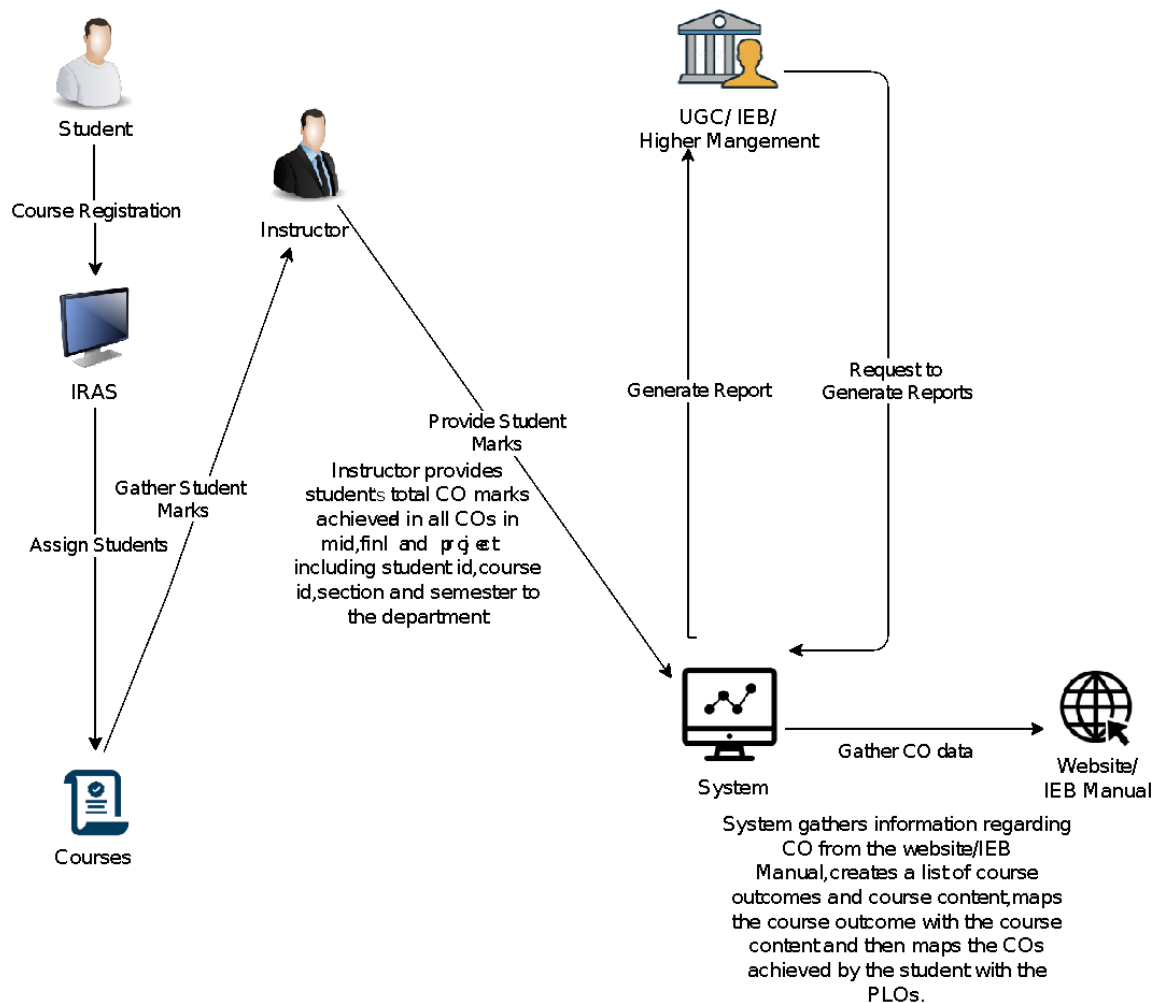 Student
Course Registration
IRAS
Assign Students
Courses
Gather Student
Marks
Instructor
Provide Student
Marks
Instructor provides
student's total CO marks
achieved in all COs in
mid,finl and project
including student id,course
id,section and semester to
the department
UGC/ IEB/
Higher Mangement
Generate Report
Request to
Generate Reports
System
Gather CO data
Website/
IEB Manual
System gathers information regarding
CO from the website/IEB
Manual,creates a list of course
outcomes and course content,maps
the course outcome with the course
content and then maps the COs
achieved by the student with the
PLOs.